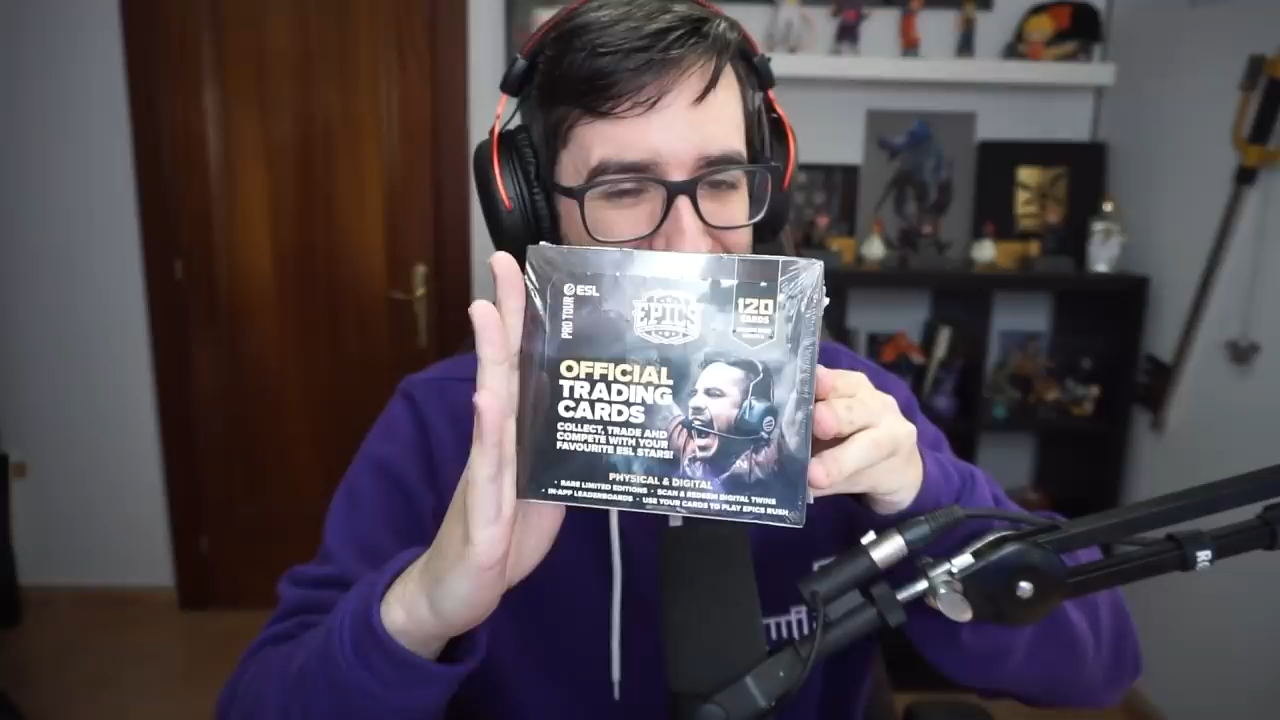 ESL
PRO TOUR
EPICS
120
CARDS
OFFICIAL
TRADING
CARDS
COLLECT, TRADE AND
COMPETE WITH YOUR
FAVOURITE ESL STARS!
PHYSICAL & DIGITAL
· RARE LIMITED EDITIONS · SCAN & REDEEM DIGITAL TWINS
· IN-APP LEADERBOARDS · USE YOUR CARDS TO PLAY EPICS RUSH